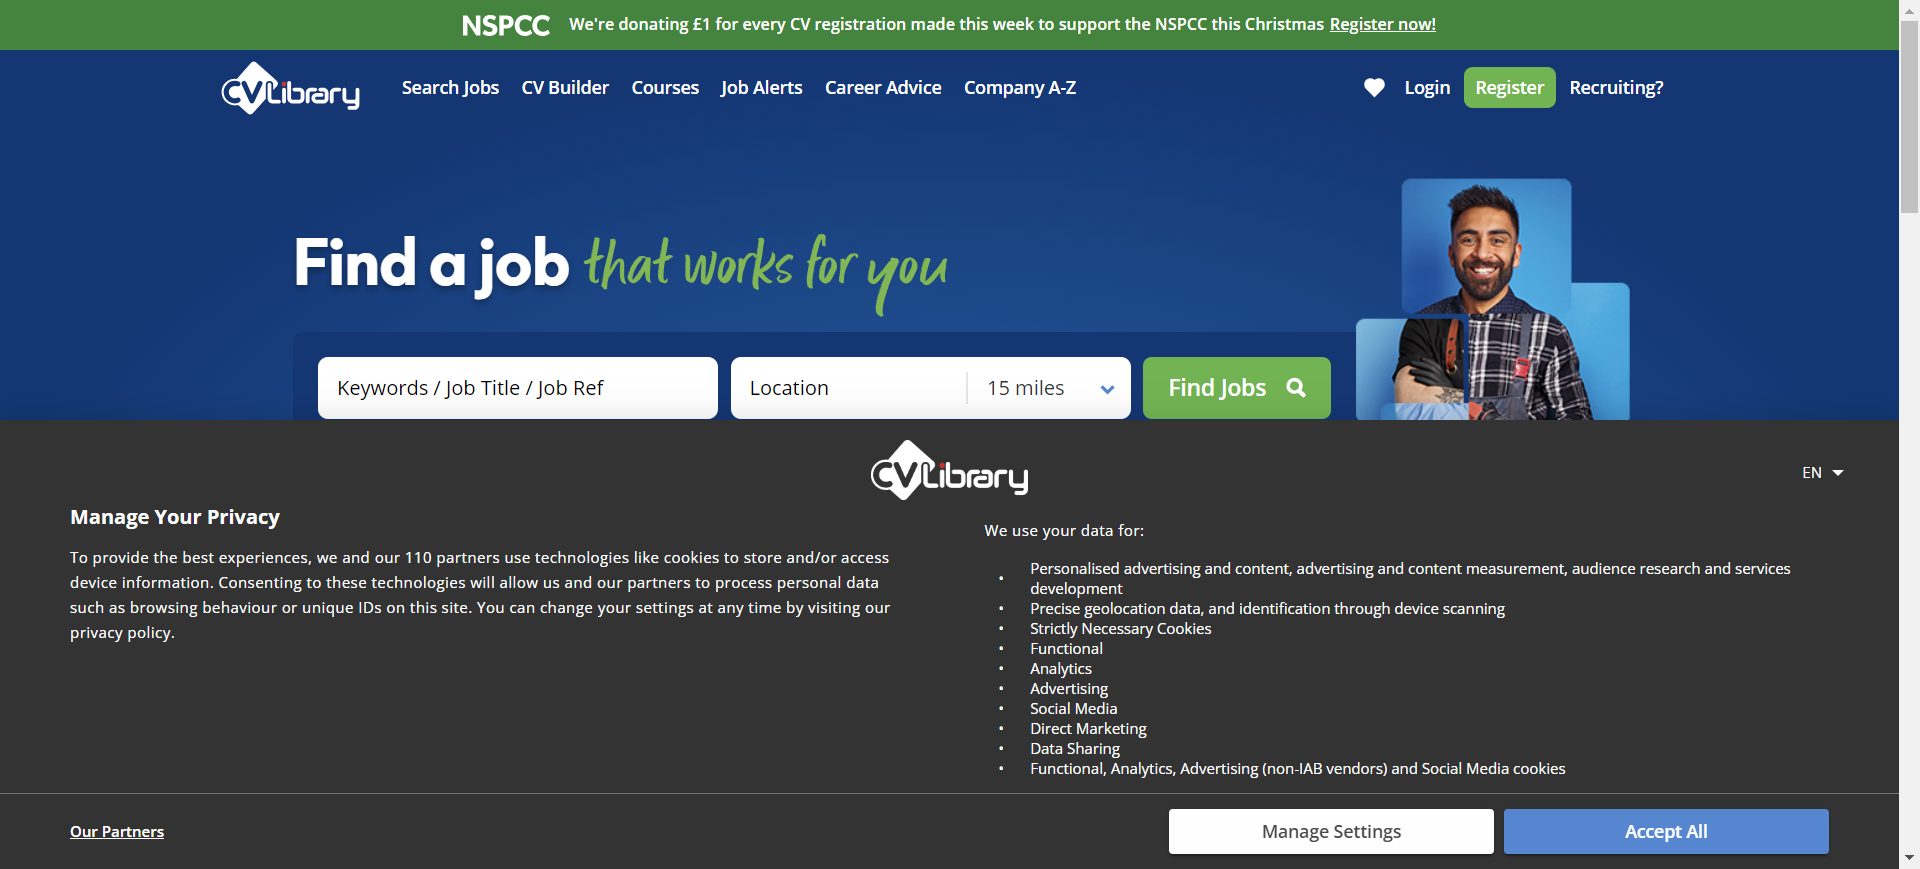 NSPCC We're donating £1 for every CV registration made this week to support the NSPCC this Christmas Register now!
CVLibrary Search Jobs CV Builder Courses Job Alerts Career Advice Company A-Z Login Register Recruiting?
Find a job that works for you
Keywords / Job Title / Job Ref Location 15 miles Find Jobs
CVLibrary
EN
Manage Your Privacy
To provide the best experiences, we and our 110 partners use technologies like cookies to store and/or access
device information. Consenting to these technologies will allow us and our partners to process personal data
such as browsing behaviour or unique IDs on this site. You can change your settings at any time by visiting our
privacy policy.
We use your data for:
• Personalised advertising and content, advertising and content measurement, audience research and services
development
• Precise geolocation data, and identification through device scanning
• Strictly Necessary Cookies
• Functional
• Analytics
• Advertising
• Social Media
• Direct Marketing
• Data Sharing
• Functional, Analytics, Advertising (non-IAB vendors) and Social Media cookies
Our Partners Manage Settings Accept All